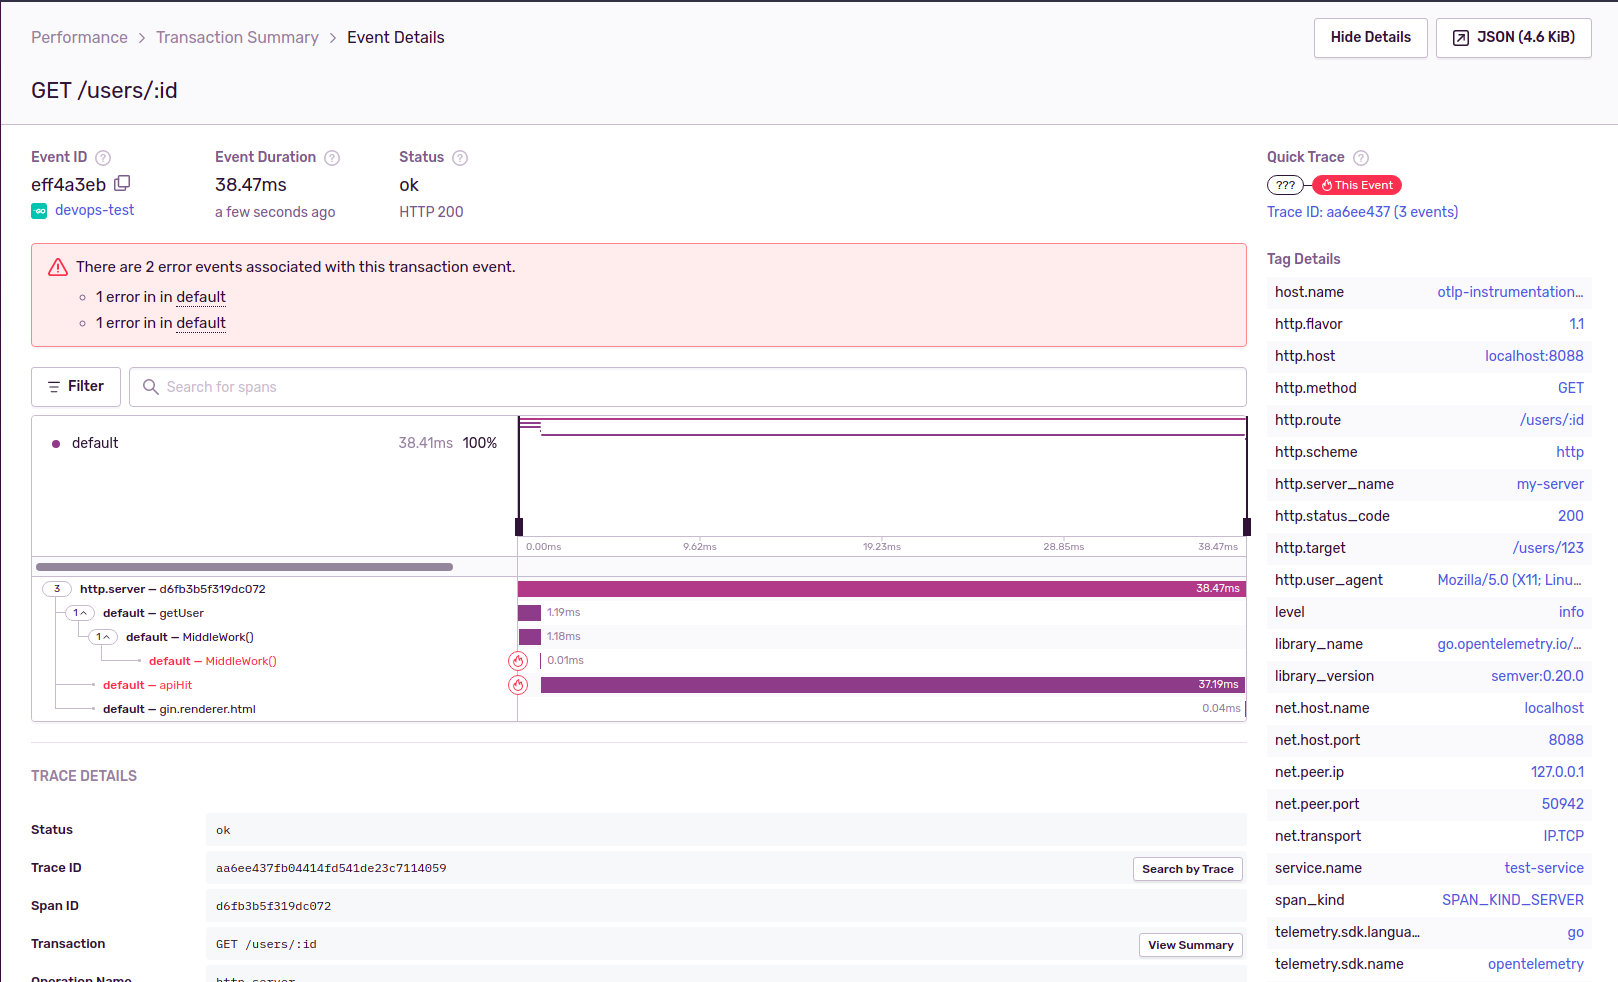 Performance > Transaction Summary > Event Details
Hide Details
JSON (4.6 KiB)
GET /users/:id
Event ID ?
eff4a3eb
GO devops-test
Event Duration ?
38.47ms
a few seconds ago
Status ?
ok
HTTP 200
There are 2 error events associated with this transaction event.
1 error in in default
1 error in in default
Filter
Search for spans
default 38.41ms 100%
0.00ms 9.62ms 19.23ms 28.85ms 38.47ms
3 http.server — d6fb3b5f319dc072 38.47ms
1 default — getUser 1.19ms
1 default — MiddleWork() 1.18ms
default — MiddleWork() 0.01ms
default — apiHit 37.19ms
default — gin.renderer.html 0.04ms
TRACE DETAILS
Status ok
Trace ID aa6ee437fb04414fd541de23c7114059 Search by Trace
Span ID d6fb3b5f319dc072
Transaction GET /users/:id View Summary
Operation Name http.server
Quick Trace ?
??? This Event
Trace ID: aa6ee437 (3 events)
Tag Details
host.name otlp-instrumentation...
http.flavor 1.1
http.host localhost:8088
http.method GET
http.route /users/:id
http.scheme http
http.server_name my-server
http.status_code 200
http.target /users/123
http.user_agent Mozilla/5.0 (X11; Linu...
level info
library_name go.opentelemetry.io/...
library_version semver:0.20.0
net.host.name localhost
net.host.port 8088
net.peer.ip 127.0.0.1
net.peer.port 50942
net.transport IP.TCP
service.name test-service
span_kind SPAN_KIND_SERVER
telemetry.sdk.langua... go
telemetry.sdk.name opentelemetry